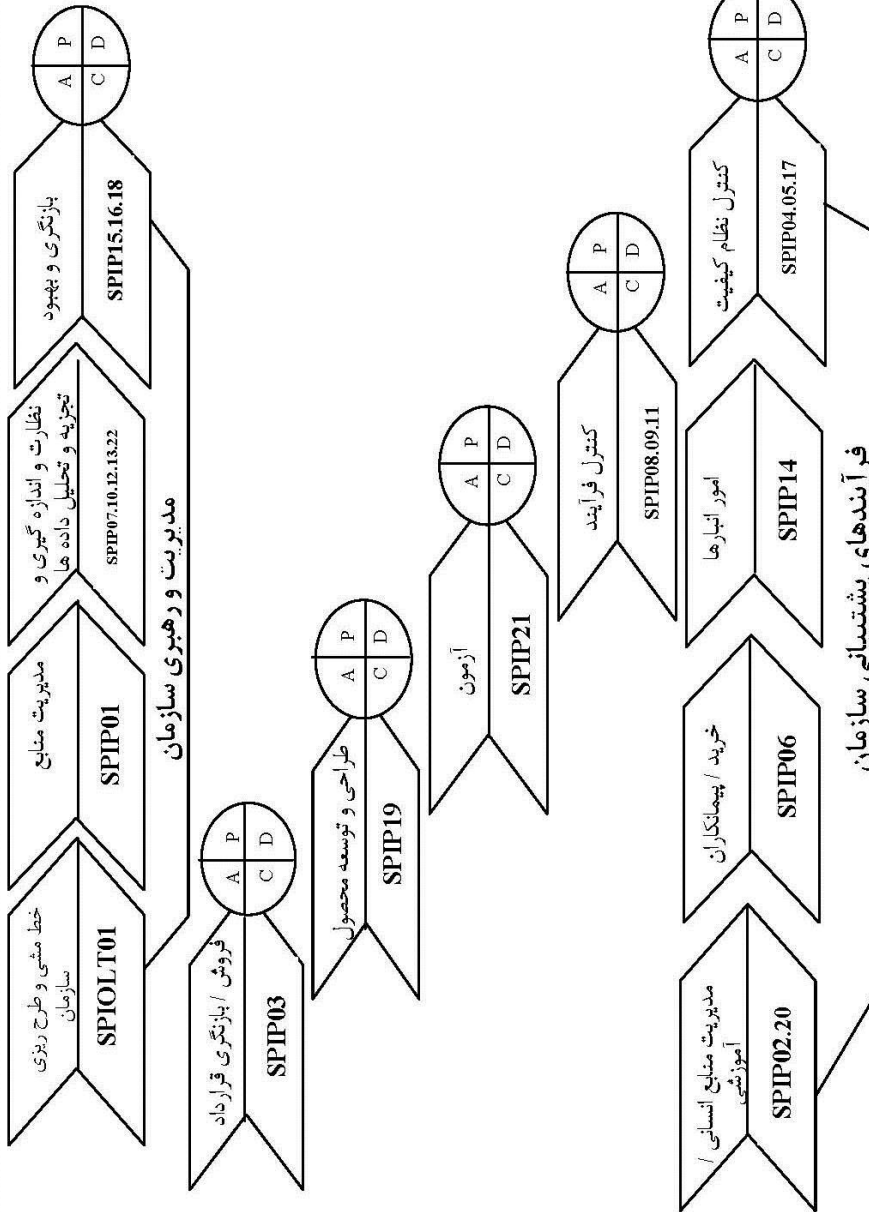 خط مشی و طرح ریزی
سازمان
SPIOLT01
مدیریت منابع
SPIP01
نظارت و اندازه گیری و
تجزیه و تحلیل داده ها
SPIP07.10.12.13.22
بازنگری و بهبود
SPIP15.16.18
A P
C D
مدیریت و رهبری سازمان
فروش / بازنگری قرارداد
SPIP03
A P
C D
طراحی و توسعه محصول
SPIP19
A P
C D
آزمون
SPIP21
A P
C D
کنترل فرآیند
SPIP08.09.11
A P
C D
مدیریت منابع انسانی /
آموزشی
SPIP02.20
خرید / پیمانکاران
SPIP06
امور انبارها
SPIP14
کنترل نظام کیفیت
SPIP04.05.17
A P
C D
فرآیندهای پشتیبانی سازمان